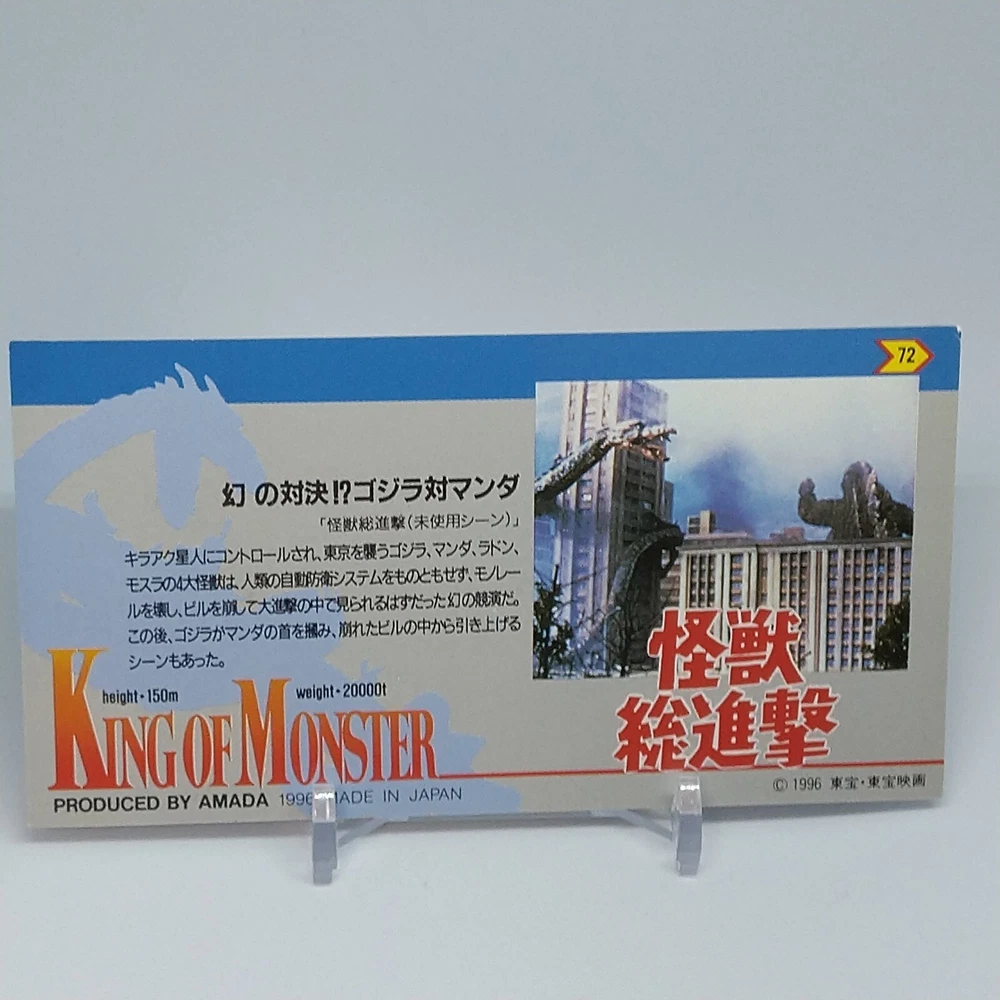 72
幻の対決!?ゴジラ対マンダ
「怪獣総進撃(未使用シーン)」
キラアク星人にコントロールされ、東京を襲うゴジラ、マンダ、ラドン、
モスラの4大怪獣は、人類の自動防衛システムをものともせず、モノレー
ルを壊し、ビルを崩して大進撃の中で見られるはずだった幻の競演だ。
この後、ゴジラがマンダの首を摑み、崩れたビルの中から引き上げる
シーンもあった。
height・150m weight・20000t
KING OF MONSTER
PRODUCED BY AMADA 1996 MADE IN JAPAN
怪獣
総進撃
© 1996 東宝・東宝映画